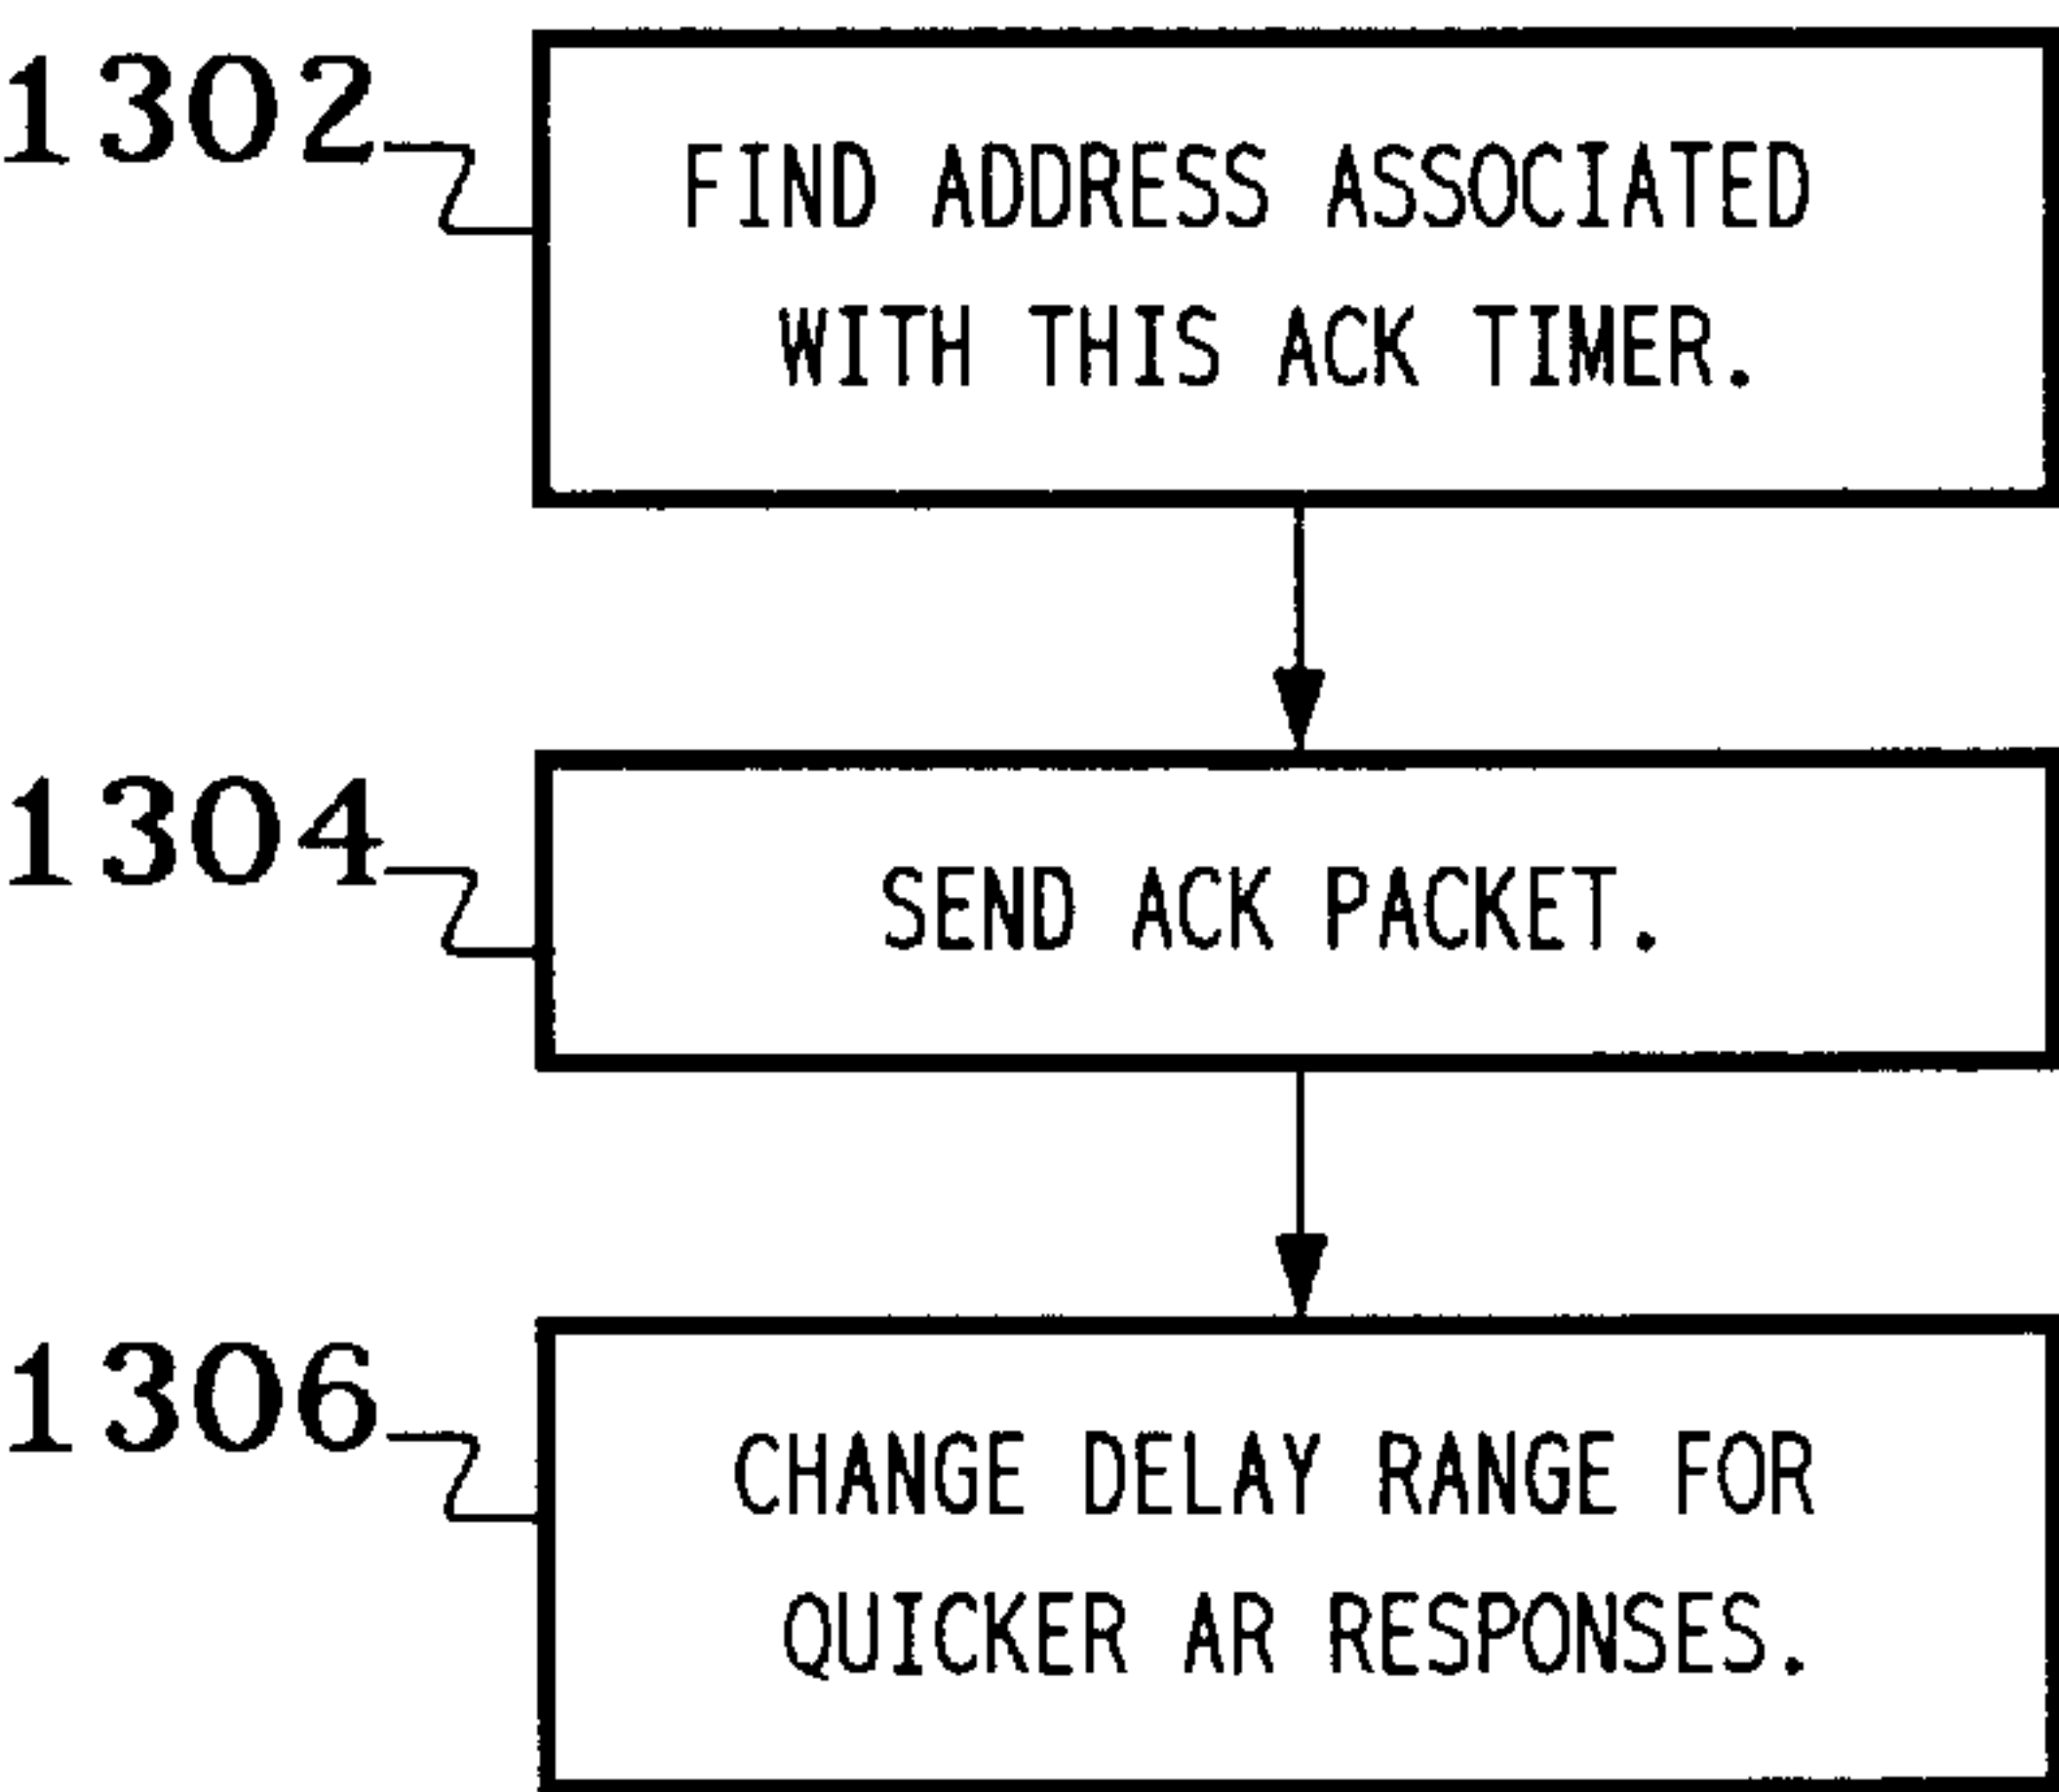 1302
FIND ADDRESS ASSOCIATED
WITH THIS ACK TIMER.
1304
SEND ACK PACKET.
1306
CHANGE DELAY RANGE FOR
QUICKER AR RESPONSES.